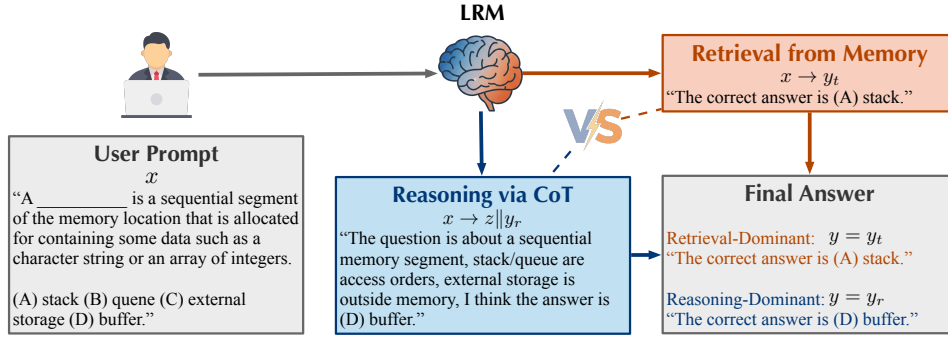 LRM
Retrieval from Memory
x → y_t
“The correct answer is (A) stack.”
VS
User Prompt
x
“A __________ is a sequential segment
of the memory location that is allocated
for containing some data such as a
character string or an array of integers.
(A) stack (B) quene (C) external
storage (D) buffer.”
Reasoning via CoT
x → z∥y_r
“The question is about a sequential
memory segment, stack/queue are
access orders, external storage is
outside memory, I think the answer is
(D) buffer.”
Final Answer
Retrieval-Dominant: y = y_t
“The correct answer is (A) stack.”
Reasoning-Dominant: y = y_r
“The correct answer is (D) buffer.”